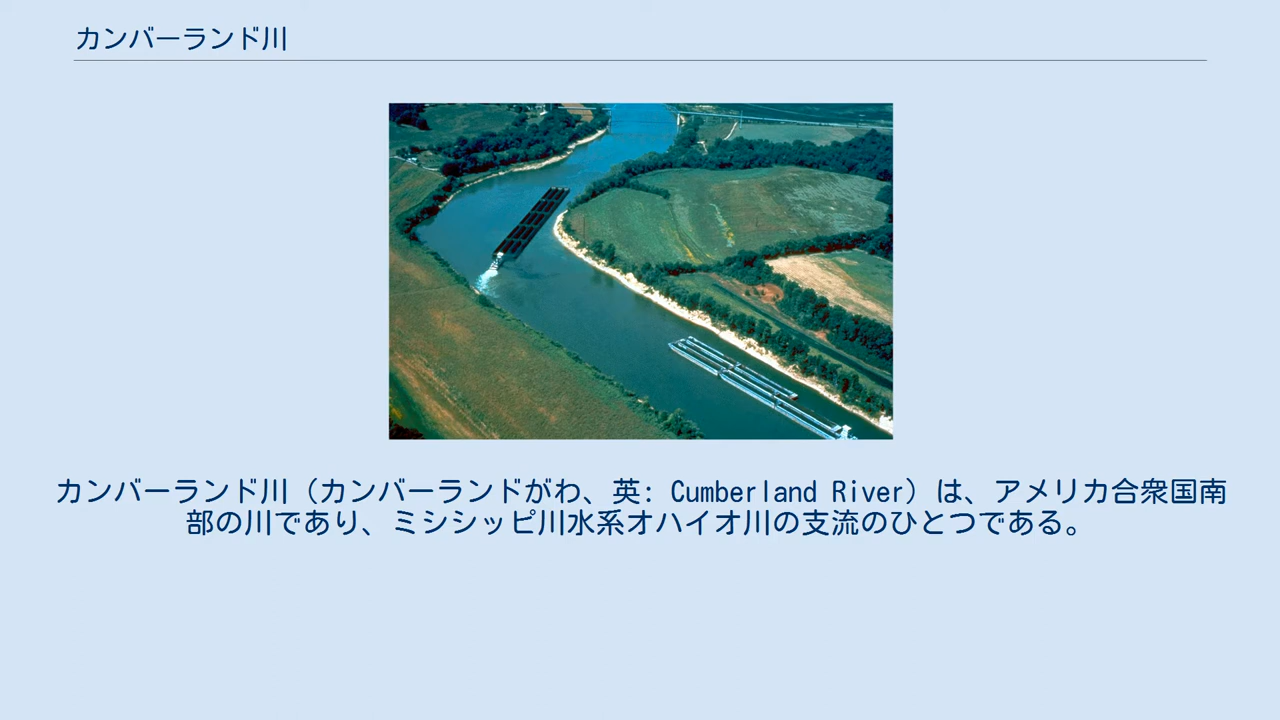 カンバーランド川
カンバーランド川（カンバーランドがわ、英: Cumberland River）は、アメリカ合衆国南
部の川であり、ミシシッピ川水系オハイオ川の支流のひとつである。